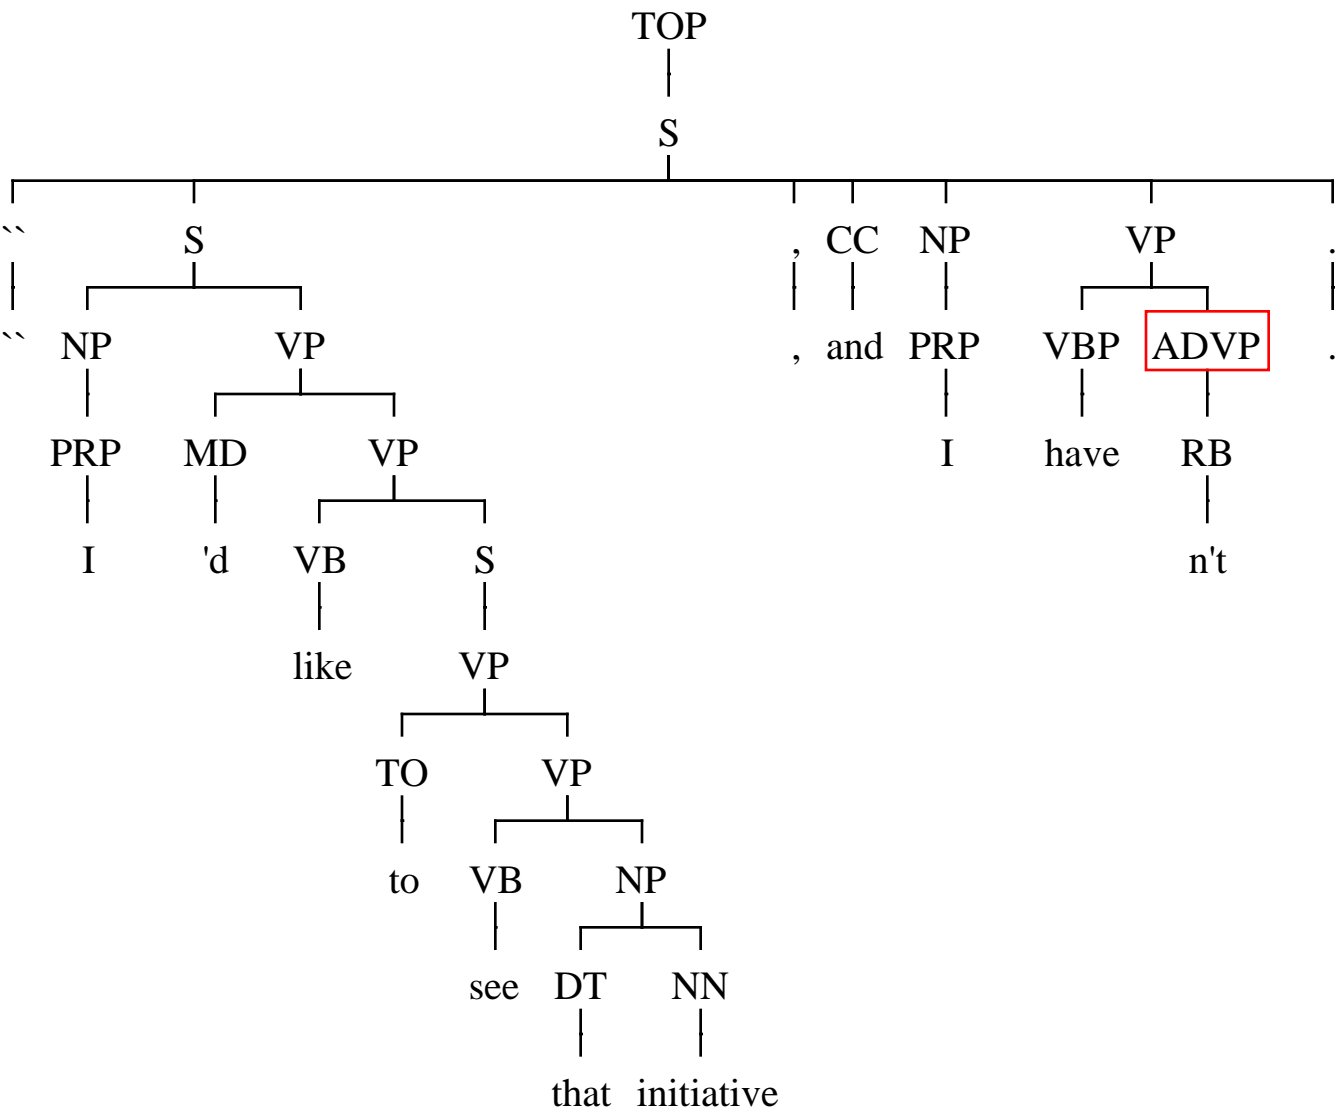 TOP
S
`` S , CC NP VP .
`` NP VP , and PRP VBP ADVP .
PRP MD VP I have RB
I 'd VB S n't
like VP
TO VP
to VB NP
see DT NN
that initiative